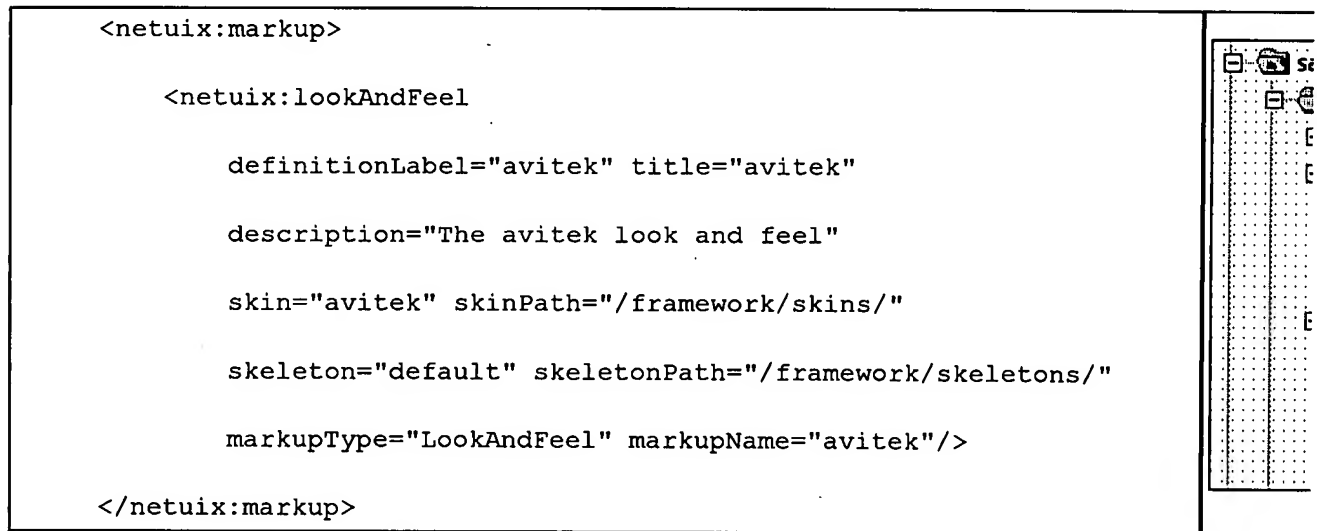 <netuix:markup>
<netuix:lookAndFeel
definitionLabel="avitek" title="avitek"
description="The avitek look and feel"
skin="avitek" skinPath="/framework/skins/"
skeleton="default" skeletonPath="/framework/skeletons/"
markupType="LookAndFeel" markupName="avitek"/>
</netuix:markup>